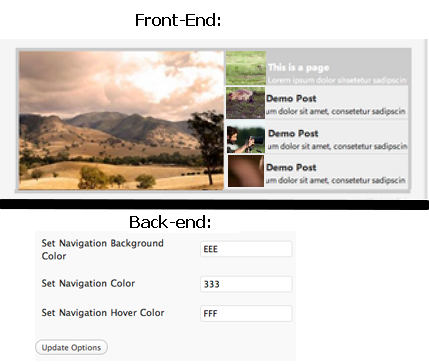 Front-End:
This is a page
Lorem ipsum dolor sinsetetur sadipscin
Demo Post
um dolor sit amet, consetetur sadipscin
Demo Post
um dolor sit amet, consetetur sadipscin
Demo Post
um dolor sit amet, consetetur sadipscin
Back-end:
Set Navigation Background
Color
EEE
Set Navigation Color
333
Set Navigation Hover Color
FFF
Update Options